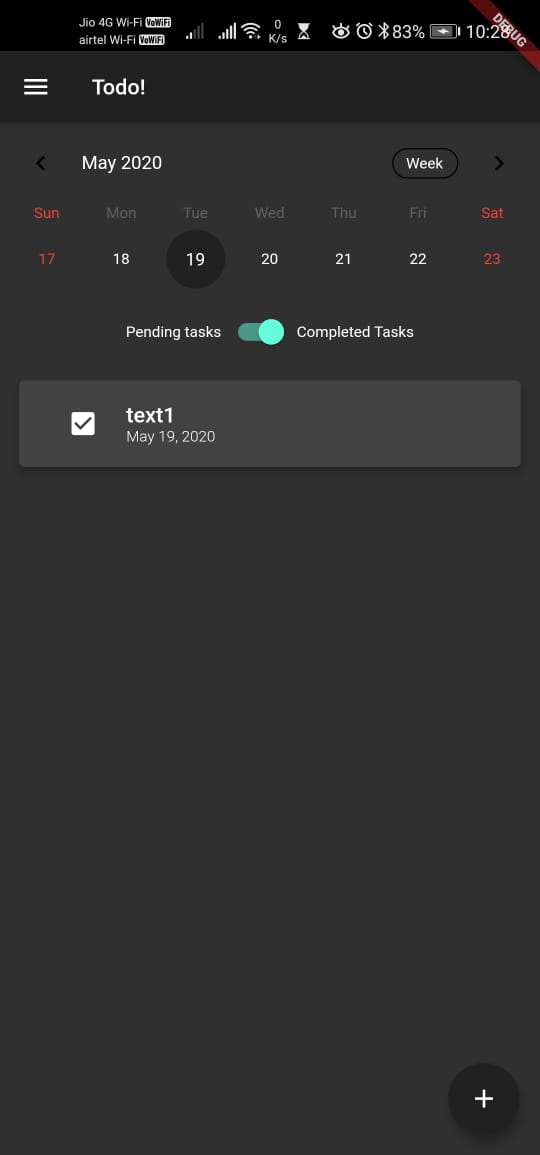 Jio 4G Wi-Fi VoWiFi
airtel Wi-Fi VoWiFi
0
K/s
83%
10:28
DEBUG
Todo!
May 2020
Week
Sun Mon Tue Wed Thu Fri Sat
17 18 19 20 21 22 23
Pending tasks Completed Tasks
text1
May 19, 2020
+